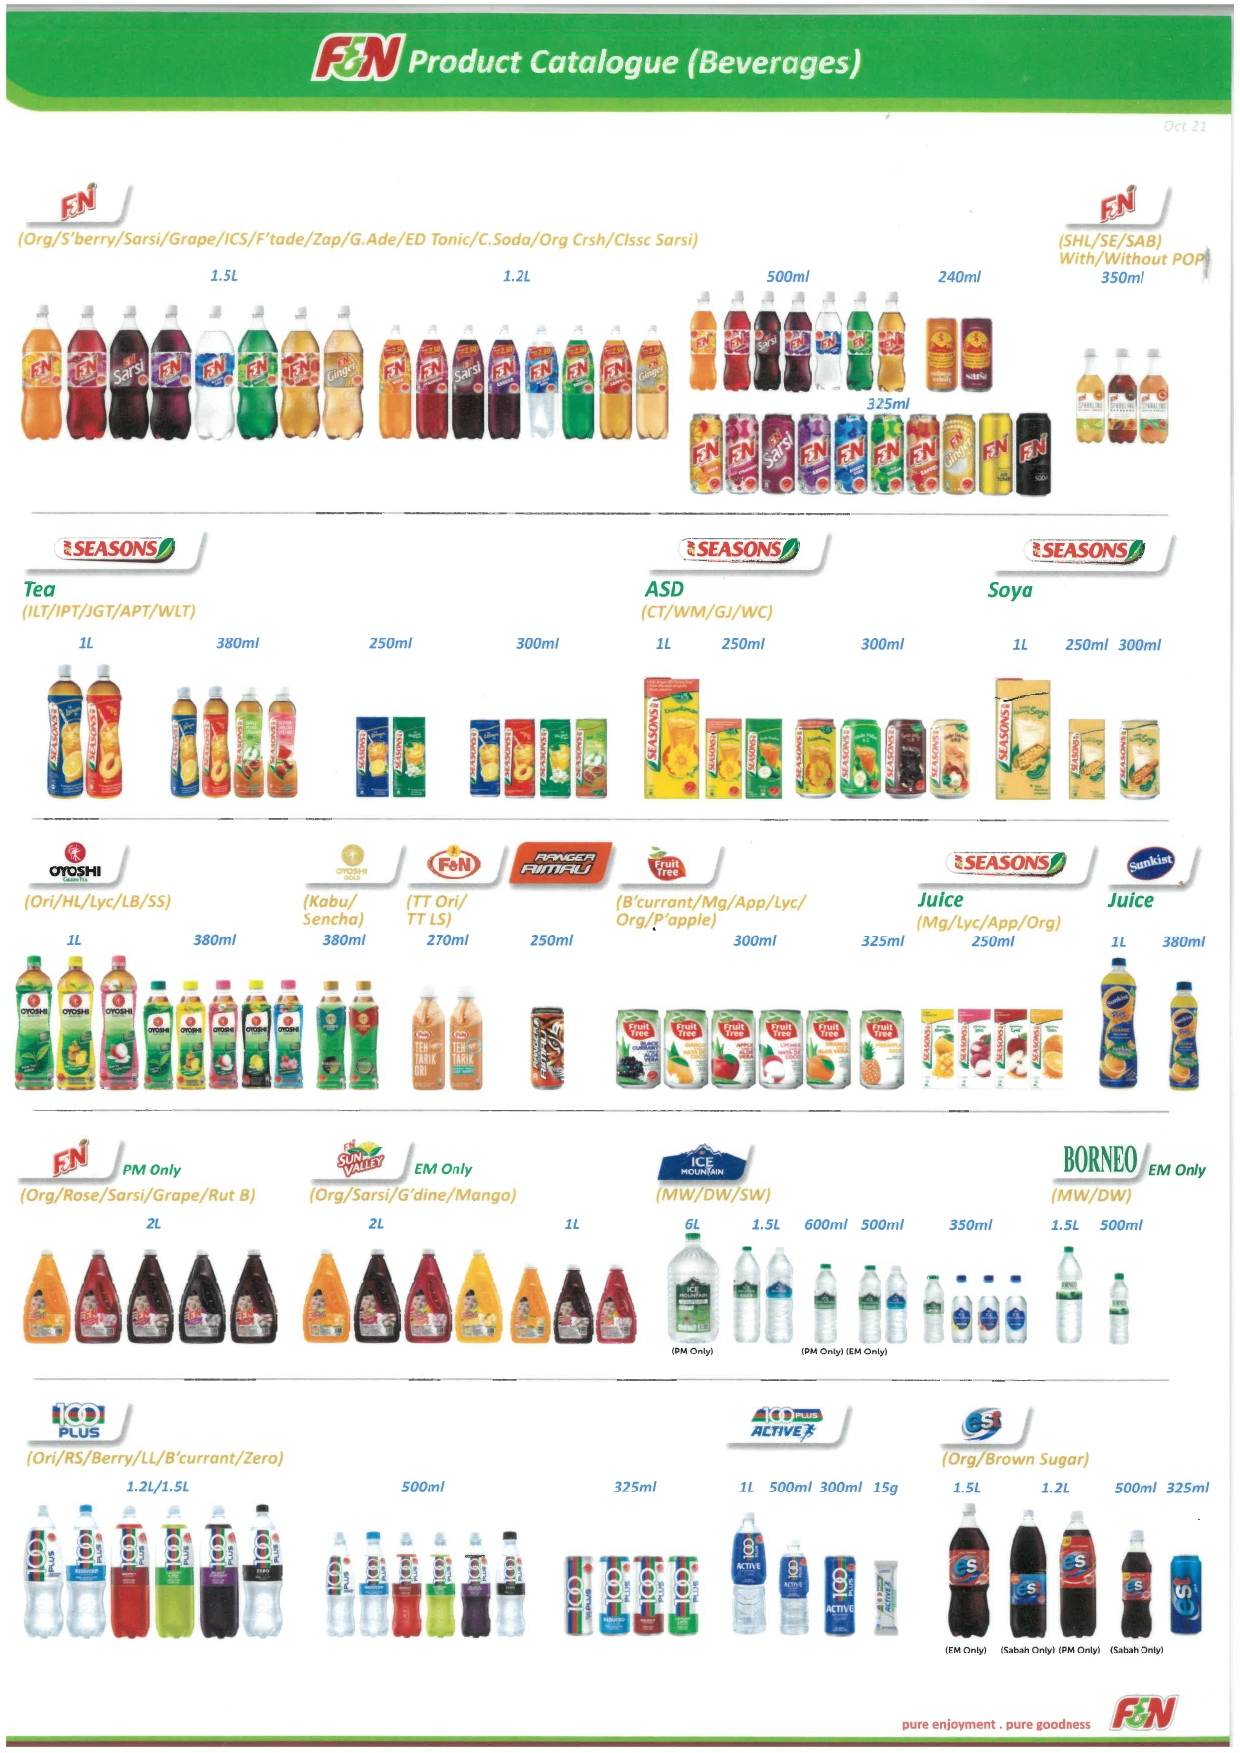 F&N Product Catalogue (Beverages)
Oct 21
F&N
(Org/S'berry/Sarsi/Grape/ICS/F'tade/Zap/G.Ade/ED Tonic/C.Soda/Org Crsh/Clssc Sarsi)
1.5L 1.2L 500ml 240ml
325ml
F&N
(SHL/SE/SAB)
With/Without POP
350ml
F&N SEASONS
Tea
(ILT/IPT/JGT/APT/WLT)
1L 380ml 250ml 300ml
F&N SEASONS
ASD
(CT/WM/GJ/WC)
1L 250ml 300ml
F&N SEASONS
Soya
1L 250ml 300ml
OYOSHI
GREEN TEA
(Ori/HL/Lyc/LB/SS)
1L 380ml
OYOSHI
GOLD
(Kabu/
Sencha)
380ml
F&N
(TT Ori/
TT LS)
270ml
RANGER
RIMAU
250ml
Fruit
Tree
(B'currant/Mg/App/Lyc/
Org/P'apple)
300ml 325ml
SEASONS
Juice
(Mg/Lyc/App/Org)
250ml
Sunkist
Juice
1L 380ml
F&N
PM Only
(Org/Rose/Sarsi/Grape/Rut B)
2L
F&N
SUN
VALLEY
EM Only
(Org/Sarsi/G'dine/Mango)
2L 1L
ICE
MOUNTAIN
(MW/DW/SW)
6L 1.5L 600ml 500ml 350ml
(PM Only) (PM Only) (EM Only)
BORNEO
EM Only
(MW/DW)
1.5L 500ml
100
PLUS
(Ori/RS/Berry/LL/B'currant/Zero)
1.2L/1.5L 500ml 325ml
100 PLUS
ACTIVE
1L 500ml 300ml 15g
est
(Org/Brown Sugar)
1.5L 1.2L 500ml 325ml
(EM Only) (Sabah Only) (PM Only) (Sabah Only)
pure enjoyment . pure goodness
F&N